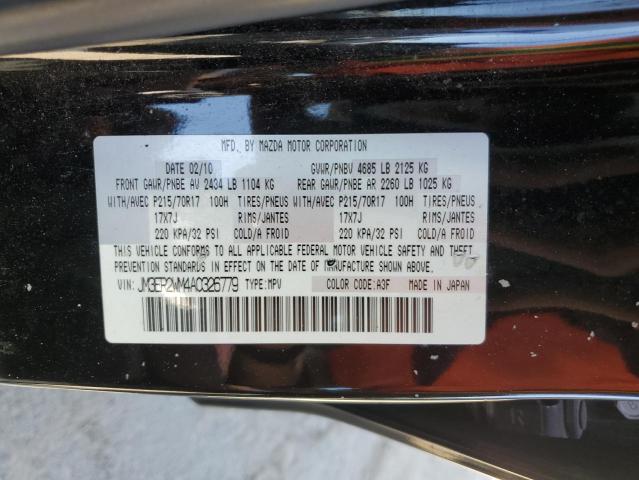 MFD. BY MAZDA MOTOR CORPORATION
DATE 02/10 GVWR/PNBV 4685 LB 2125 KG
FRONT GAWR/PNBE AV 2434 LB 1104 KG REAR GAWR/PNBE AR 2260 LB 1025 KG
WITH/AVEC P215/70R17 100H TIRES/PNEUS WITH/AVEC P215/70R17 100H TIRES/PNEUS
17X7J RIMS/JANTES 17X7J RIMS/JANTES
220 KPA/32 PSI COLD/A FROID 220 KPA/32 PSI COLD/A FROID
THIS VEHICLE CONFORMS TO ALL APPLICABLE FEDERAL MOTOR VEHICLE SAFETY AND THEFT
PREVENTION STANDARDS IN EFFECT ON THE DATE OF MANUFACTURE SHOWN ABOVE.
VIN: JM3ER2WM4A0326779 TYPE:MPV COLOR CODE:A3F MADE IN JAPAN